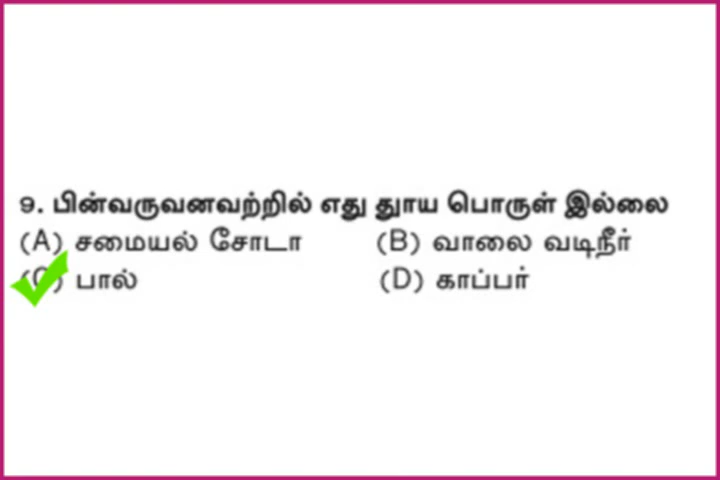 9. பின்வருவனவற்றில் எது தூய பொருள் இல்லை
(A) சமையல் சோடா (B) வாலை வடிநீர்
(C) பால் (D) காப்பர்